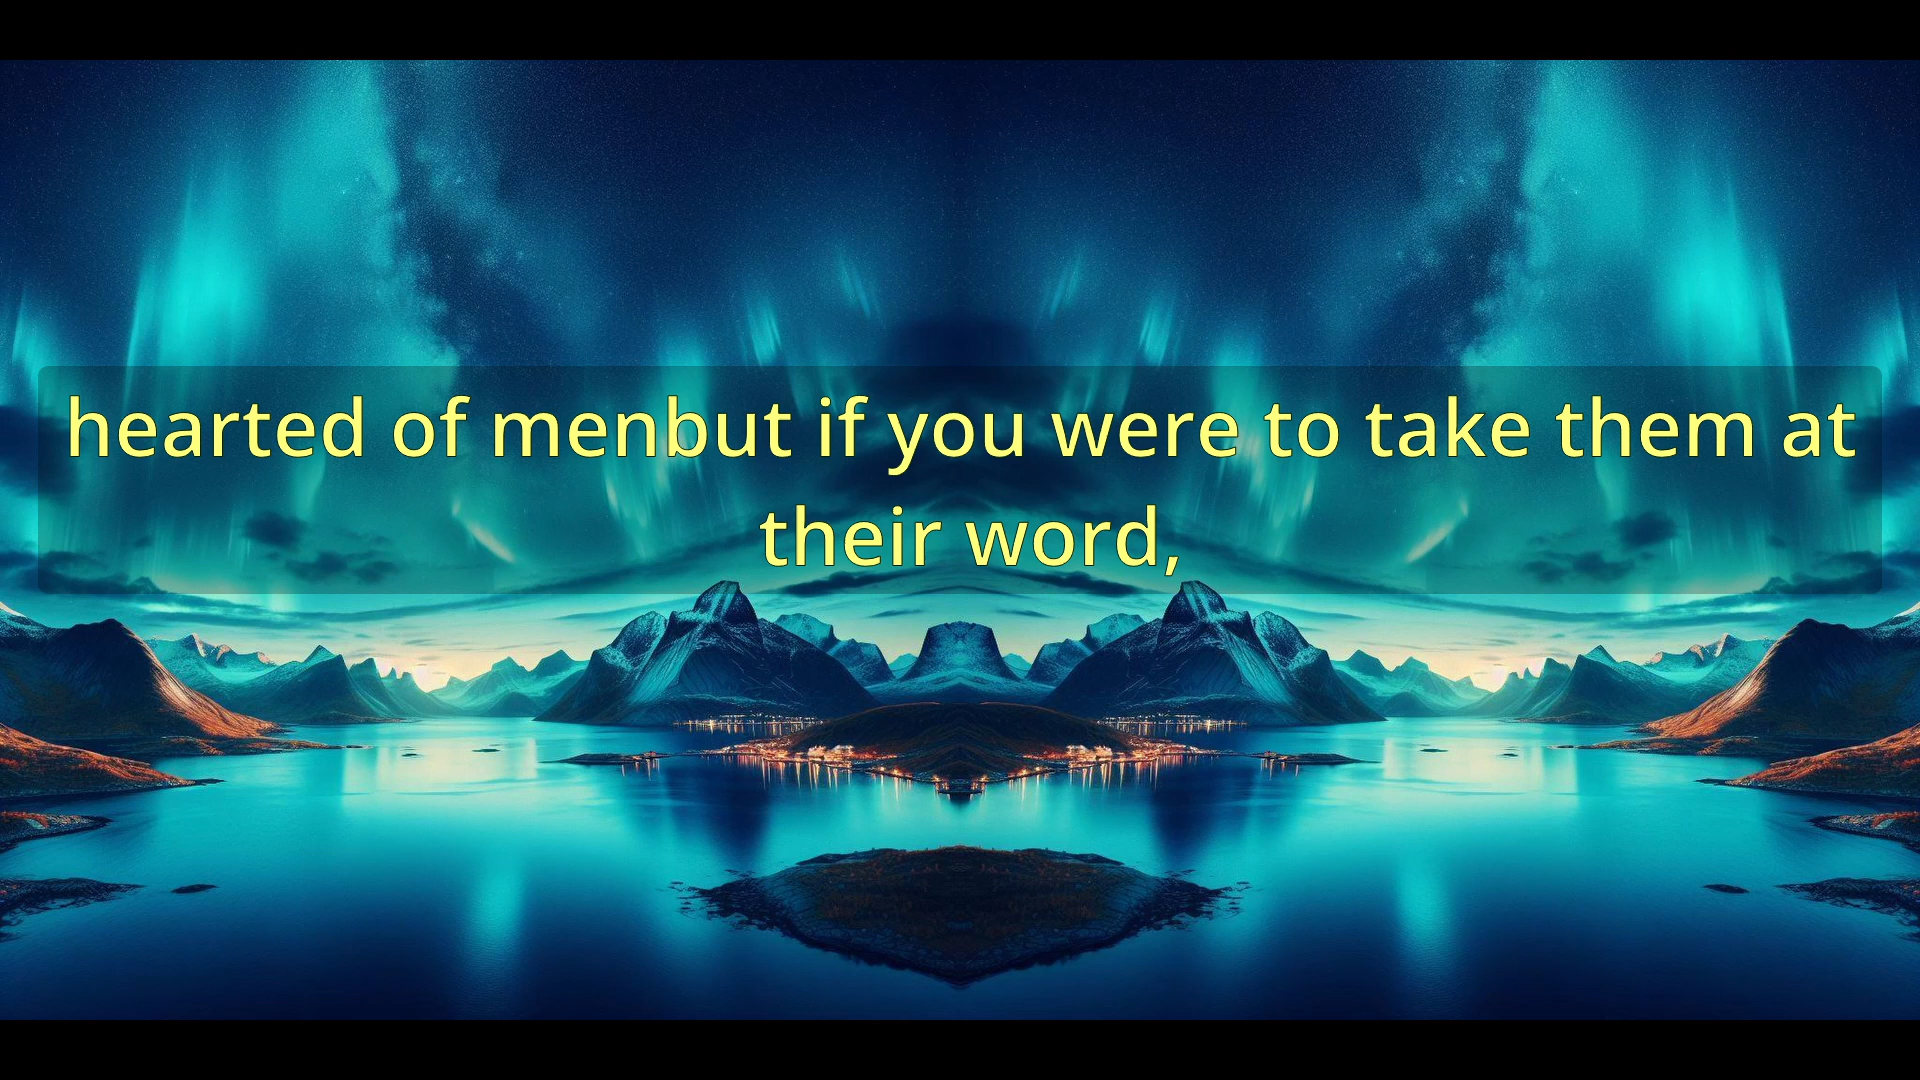 hearted of menbut if you were to take them at
their word,